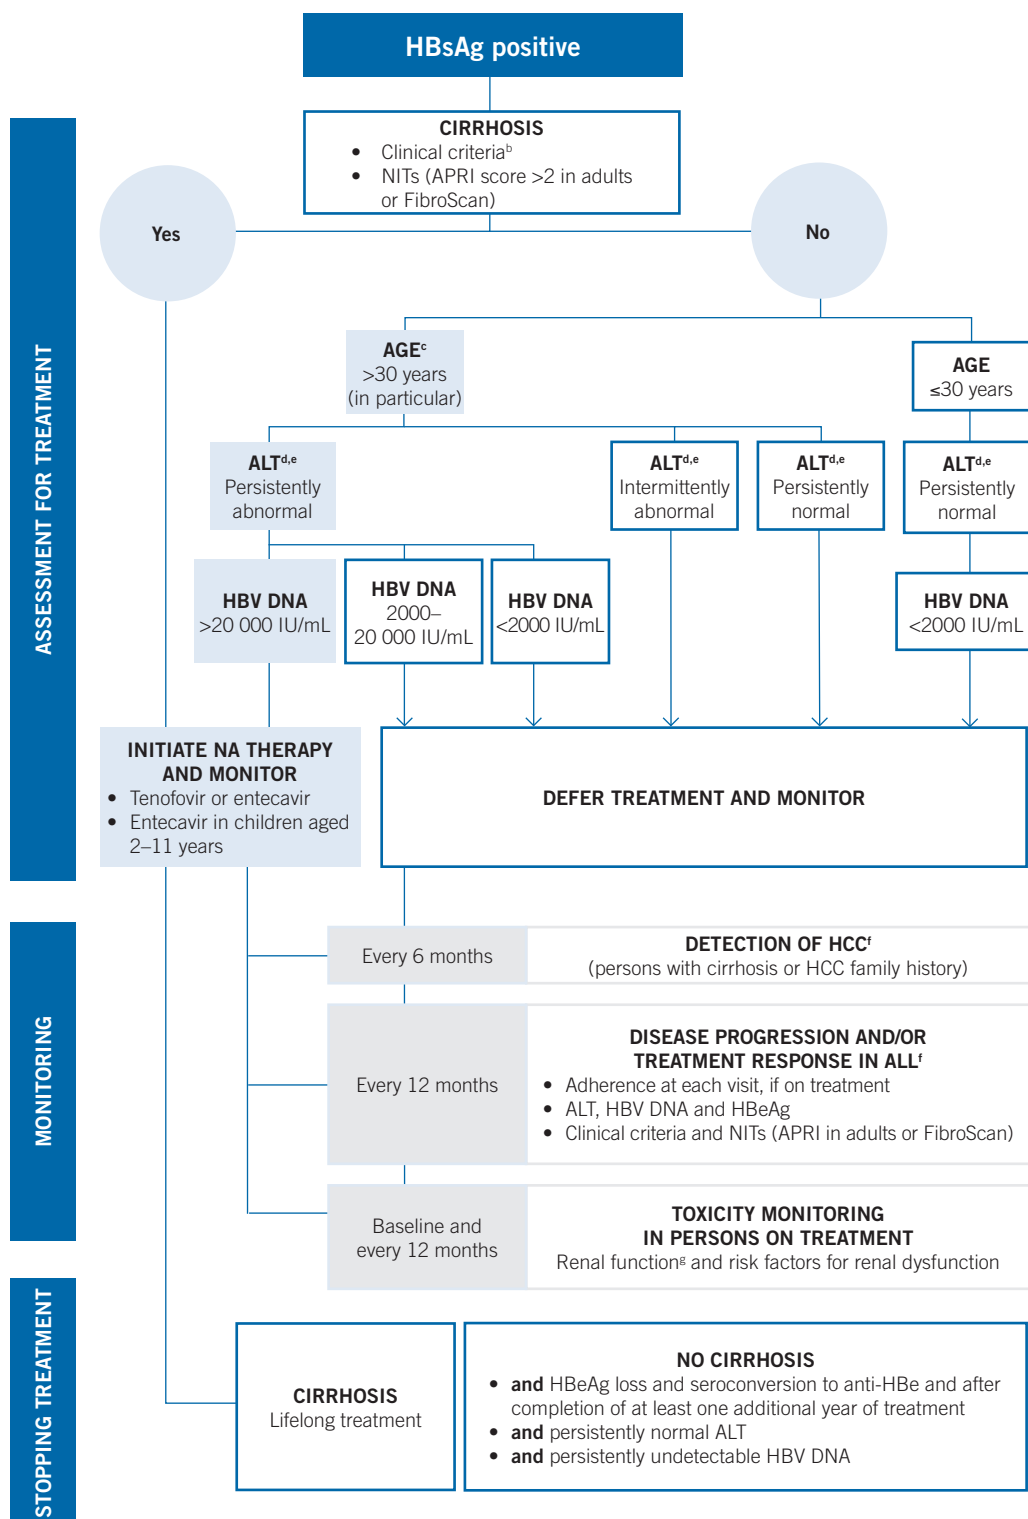 HBsAg positive
ASSESSMENT FOR TREATMENT
CIRRHOSIS
• Clinical criteriaᵇ
• NITs (APRI score >2 in adults
or FibroScan)
Yes
No
AGEᶜ
>30 years
(in particular)
AGE
≤30 years
ALTᵈ,ᵉ
Persistently
abnormal
ALTᵈ,ᵉ
Intermittently
abnormal
ALTᵈ,ᵉ
Persistently
normal
ALTᵈ,ᵉ
Persistently
normal
HBV DNA
>20 000 IU/mL
HBV DNA
2000–
20 000 IU/mL
HBV DNA
<2000 IU/mL
HBV DNA
<2000 IU/mL
INITIATE NA THERAPY
AND MONITOR
• Tenofovir or entecavir
• Entecavir in children aged
2–11 years
DEFER TREATMENT AND MONITOR
MONITORING
Every 6 months
DETECTION OF HCCᶠ
(persons with cirrhosis or HCC family history)
Every 12 months
DISEASE PROGRESSION AND/OR
TREATMENT RESPONSE IN ALLᶠ
• Adherence at each visit, if on treatment
• ALT, HBV DNA and HBeAg
• Clinical criteria and NITs (APRI in adults or FibroScan)
Baseline and
every 12 months
TOXICITY MONITORING
IN PERSONS ON TREATMENT
Renal functionᵍ and risk factors for renal dysfunction
STOPPING TREATMENT
CIRRHOSIS
Lifelong treatment
NO CIRRHOSIS
• and HBeAg loss and seroconversion to anti-HBe and after
completion of at least one additional year of treatment
• and persistently normal ALT
• and persistently undetectable HBV DNA